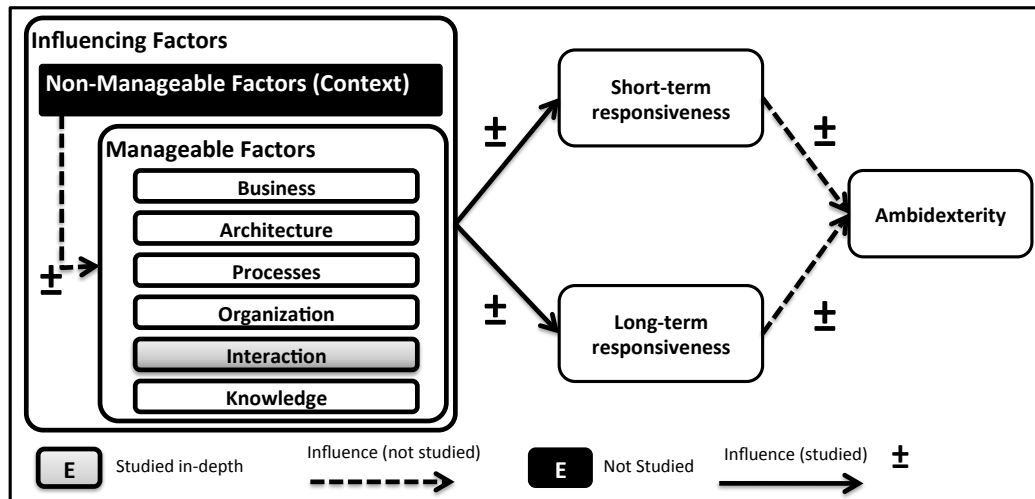 Influencing Factors
Non-Manageable Factors (Context)
±
Manageable Factors
Business
Architecture
Processes
Organization
Interaction
Knowledge
±
±
Short-term
responsiveness
Long-term
responsiveness
±
±
Ambidexterity
E Studied in-depth
Influence (not studied)
E Not Studied
Influence (studied) ±